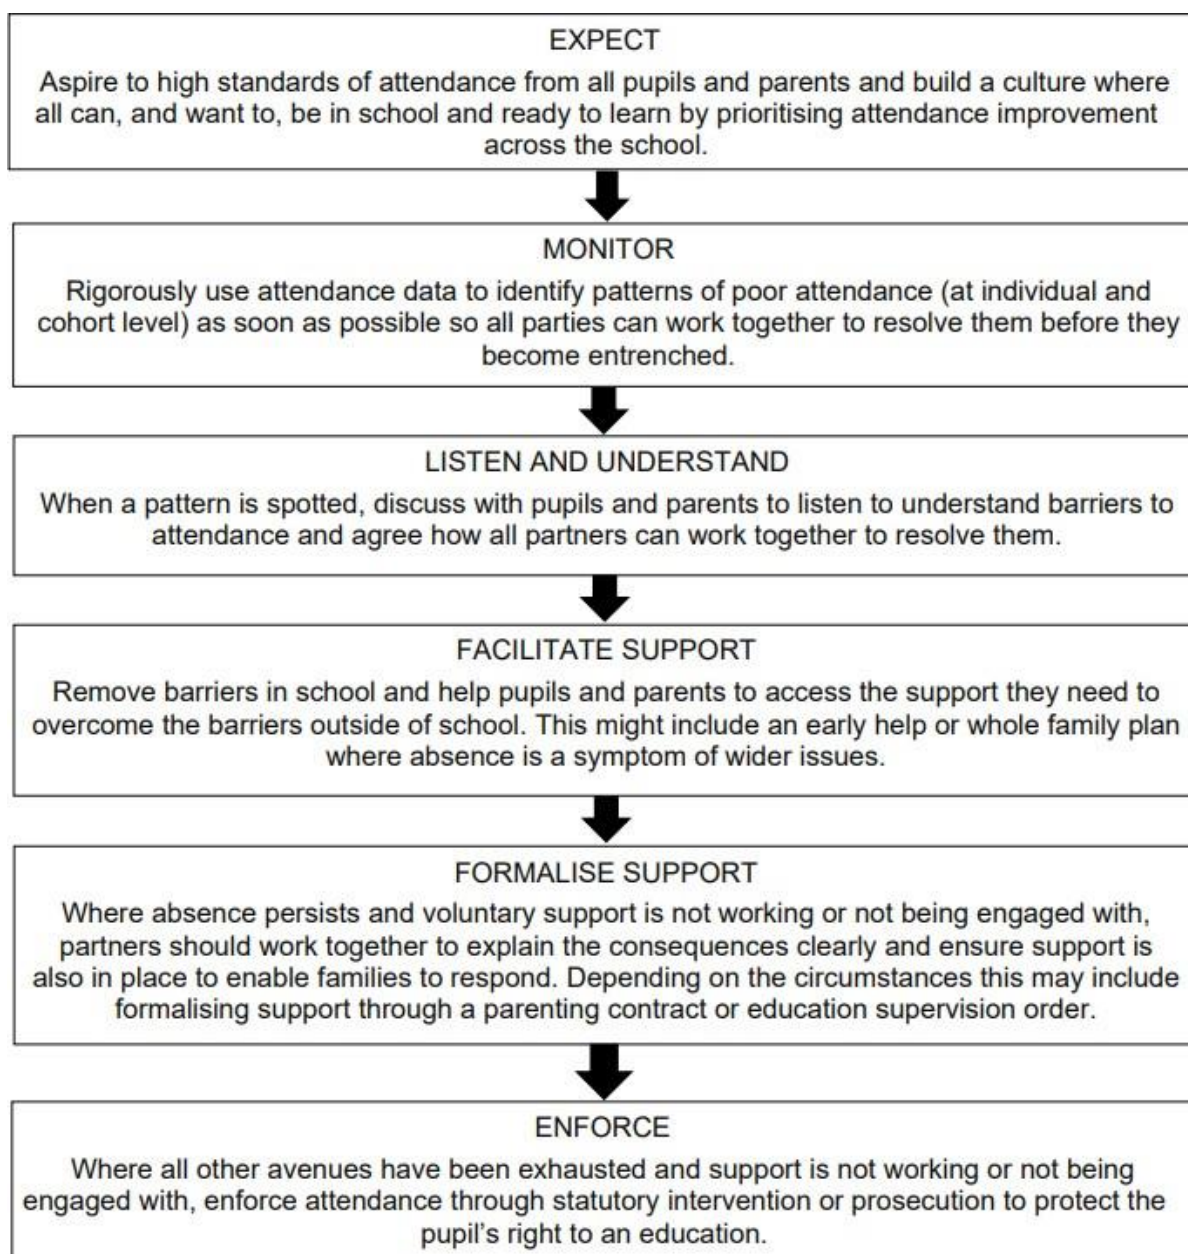 EXPECT
Aspire to high standards of attendance from all pupils and parents and build a culture where
all can, and want to, be in school and ready to learn by prioritising attendance improvement
across the school.
MONITOR
Rigorously use attendance data to identify patterns of poor attendance (at individual and
cohort level) as soon as possible so all parties can work together to resolve them before they
become entrenched.
LISTEN AND UNDERSTAND
When a pattern is spotted, discuss with pupils and parents to listen to understand barriers to
attendance and agree how all partners can work together to resolve them.
FACILITATE SUPPORT
Remove barriers in school and help pupils and parents to access the support they need to
overcome the barriers outside of school. This might include an early help or whole family plan
where absence is a symptom of wider issues.
FORMALISE SUPPORT
Where absence persists and voluntary support is not working or not being engaged with,
partners should work together to explain the consequences clearly and ensure support is
also in place to enable families to respond. Depending on the circumstances this may include
formalising support through a parenting contract or education supervision order.
ENFORCE
Where all other avenues have been exhausted and support is not working or not being
engaged with, enforce attendance through statutory intervention or prosecution to protect the
pupil’s right to an education.